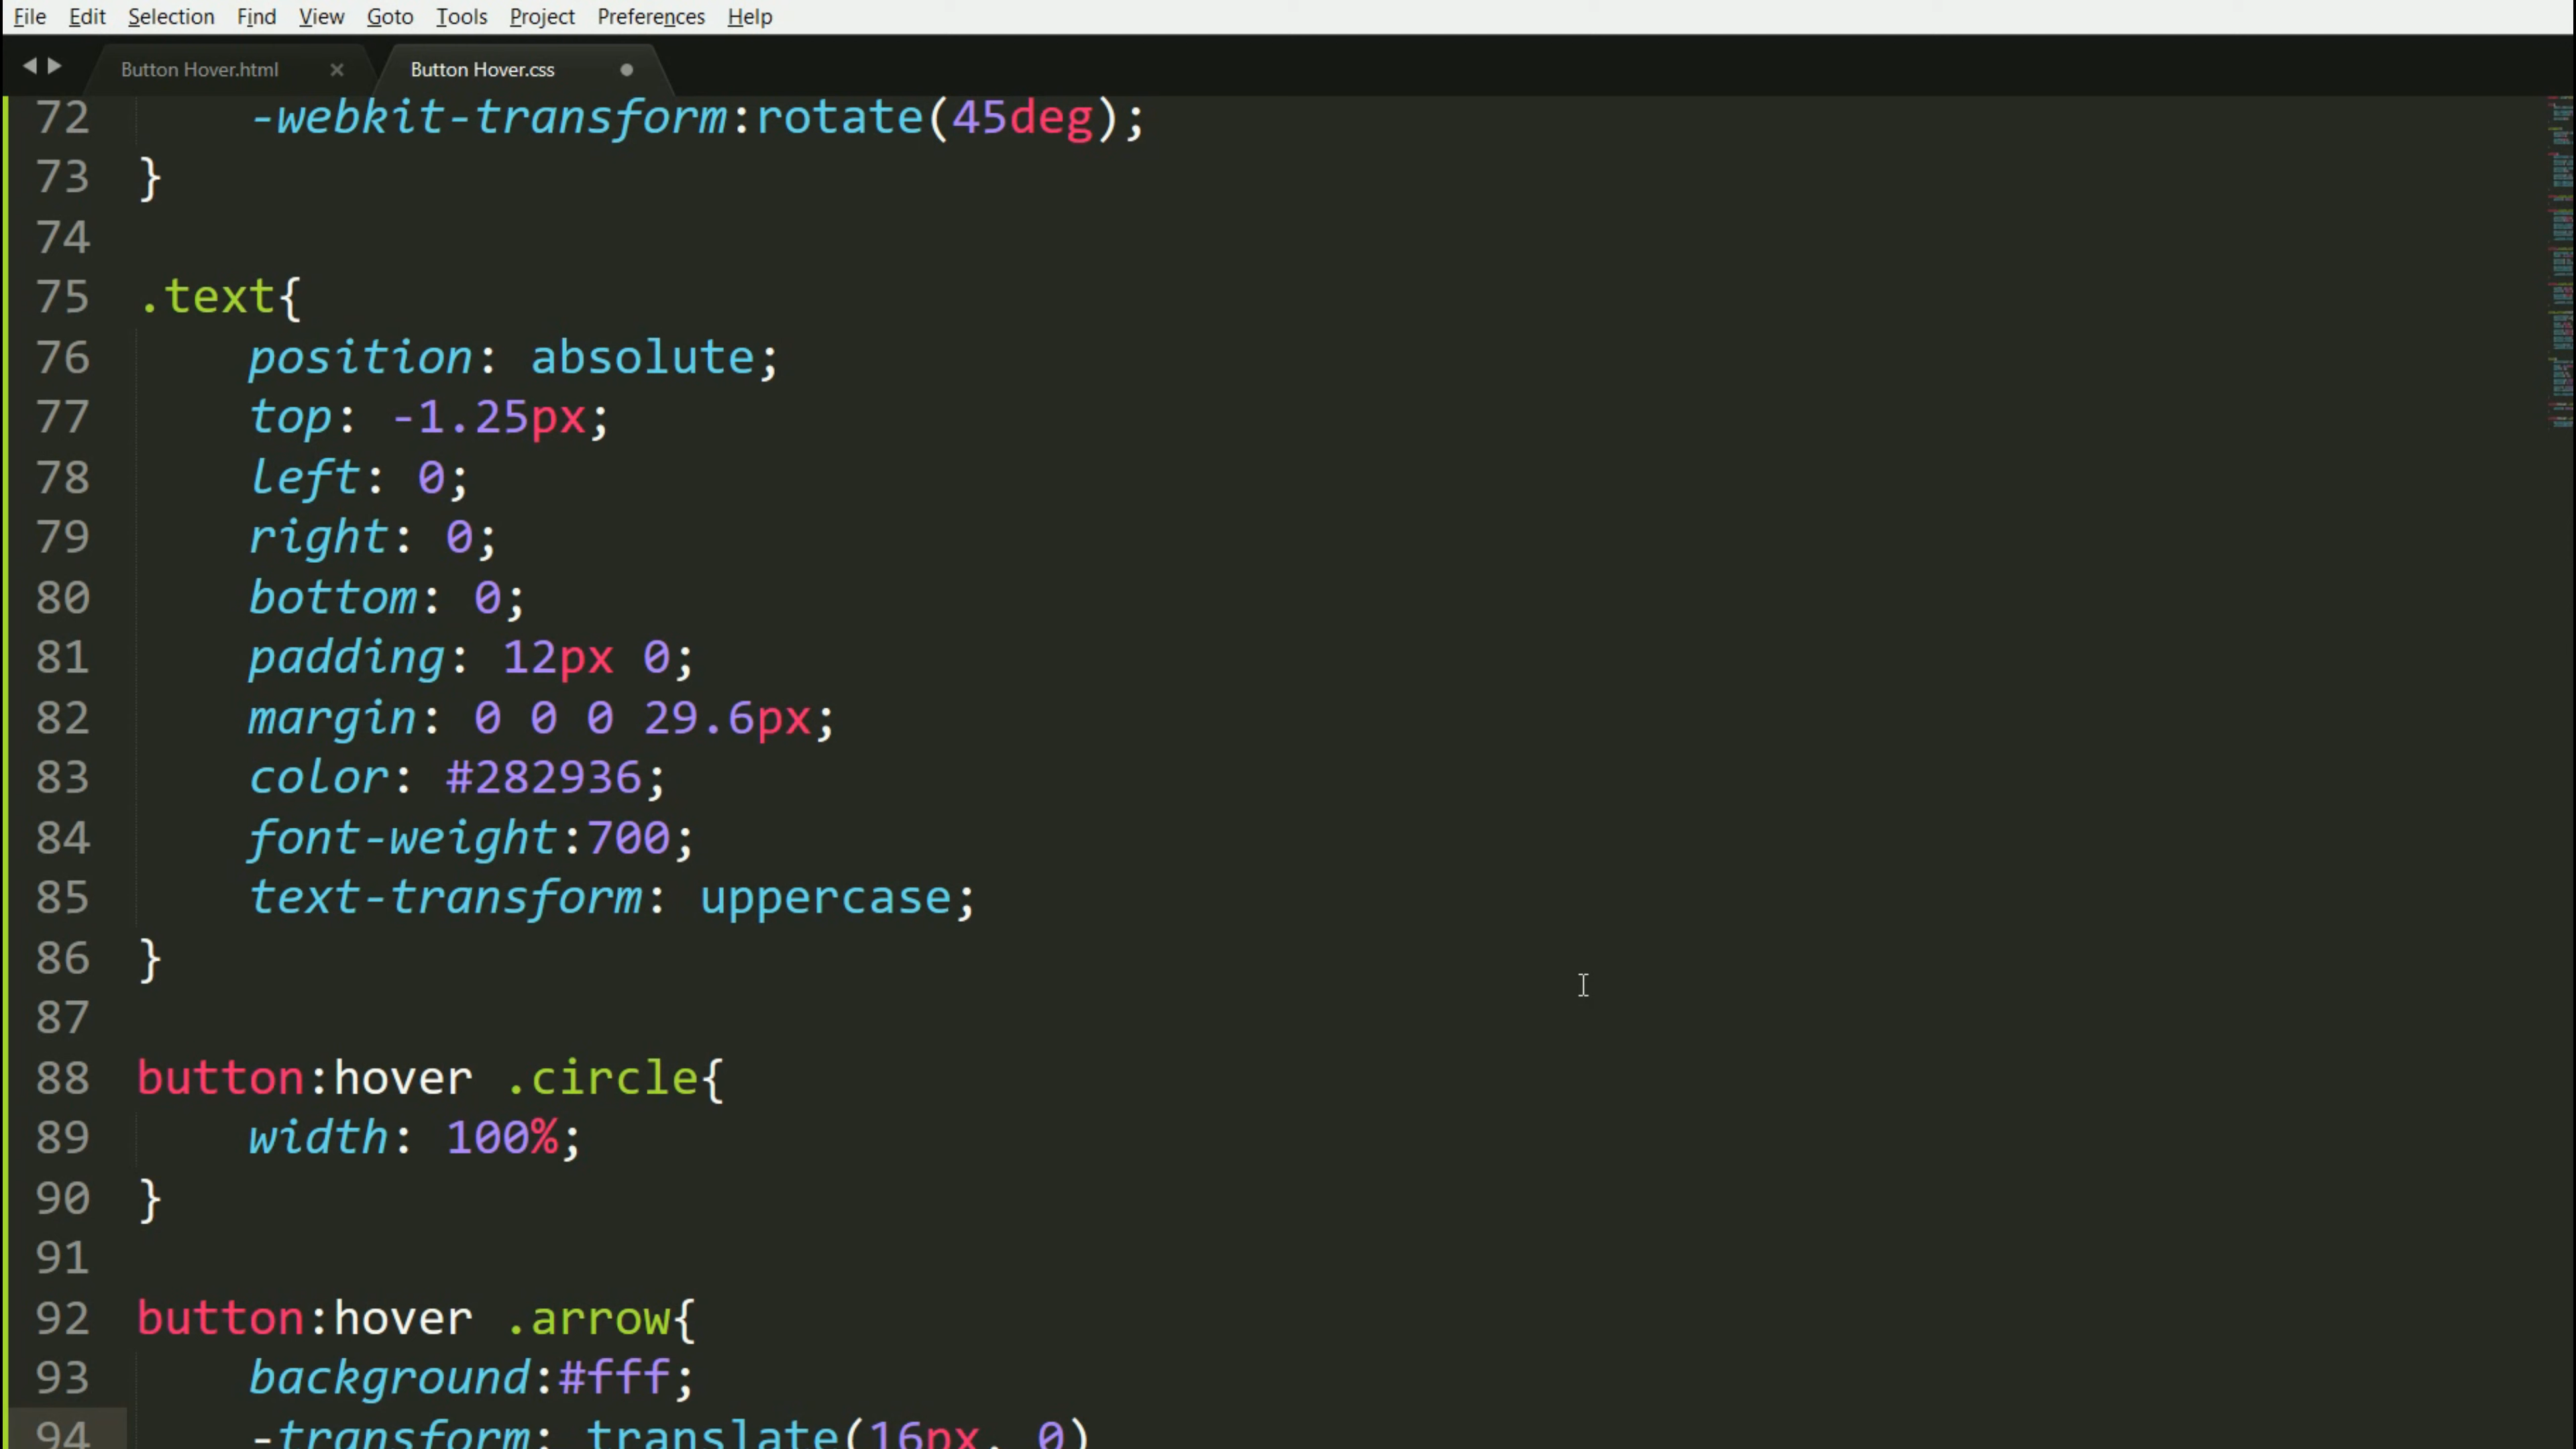 File Edit Selection Find View Goto Tools Project Preferences Help
Button Hover.html Button Hover.css
72 -webkit-transform:rotate(45deg);
73 }
74
75 .text{
76 position: absolute;
77 top: -1.25px;
78 left: 0;
79 right: 0;
80 bottom: 0;
81 padding: 12px 0;
82 margin: 0 0 0 29.6px;
83 color: #282936;
84 font-weight:700;
85 text-transform: uppercase;
86 }
87
88 button:hover .circle{
89 width: 100%;
90 }
91
92 button:hover .arrow{
93 background:#fff;
94 -transform: translate(16px, 0)